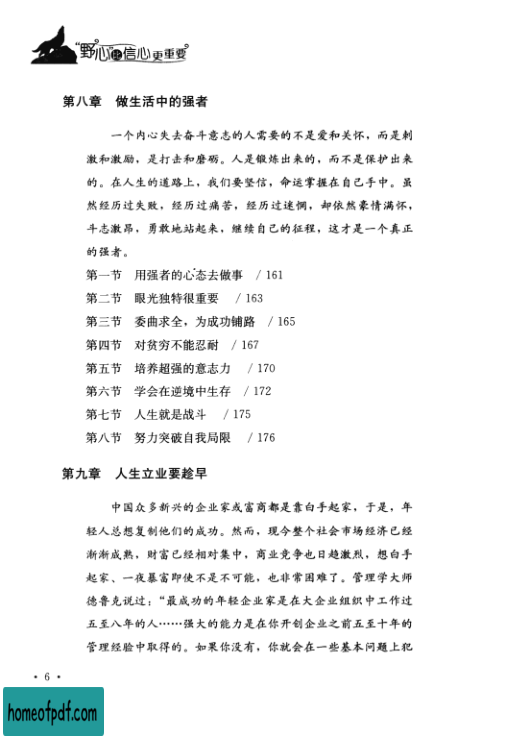 “野心”比信心更重要
第八章 做生活中的强者
一个内心失去奋斗意志的人需要的不是爱和关怀，而是刺
激和激励，是打击和磨砺。人是锻炼出来的，而不是保护出来
的。在人生的道路上，我们要坚信，命运掌握在自己手中。虽
然经历过失败，经历过痛苦，经历过迷惘，却依然豪情满怀，
斗志激昂，勇敢地站起来，继续自己的征程，这才是一个真正
的强者。
第一节 用强者的心态去做事 / 161
第二节 眼光独特很重要 / 163
第三节 委曲求全，为成功铺路 / 165
第四节 对贫穷不能忍耐 / 167
第五节 培养超强的意志力 / 170
第六节 学会在逆境中生存 / 172
第七节 人生就是战斗 / 175
第八节 努力突破自我局限 / 176
第九章 人生立业要趁早
中国众多新兴的企业家或富商都是靠白手起家，于是，年
轻人总想复制他们的成功。然而，现今整个社会市场经济已经
渐渐成熟，财富已经相对集中，商业竞争也日趋激烈，想白手
起家、一夜暴富即使不是不可能，也非常困难了。管理学大师
德鲁克说过：“最成功的年轻企业家是在大企业组织中工作过
五至八年的人……强大的能力是在你开创企业之前五至十年的
管理经验中取得的。如果你没有，你就会在一些基本问题上犯
· 6 ·
homeofpdf.com